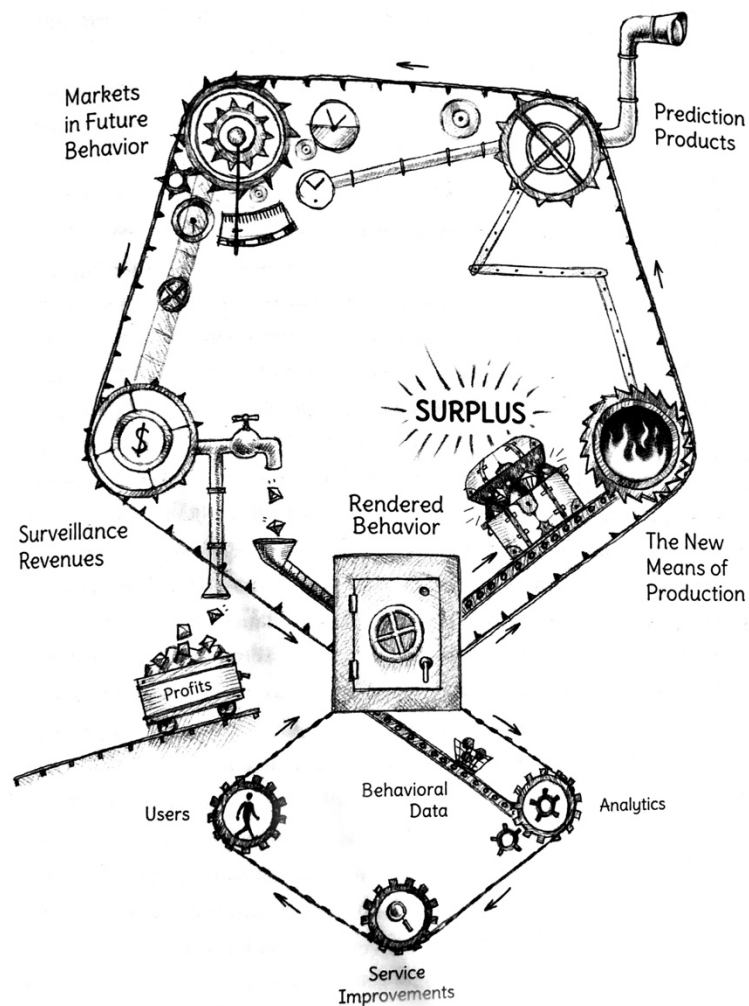 Markets
in Future
Behavior
Prediction
Products
SURPLUS
Rendered
Behavior
$
Surveillance
Revenues
The New
Means of
Production
Profits
Users
Behavioral
Data
Analytics
Service
Improvements